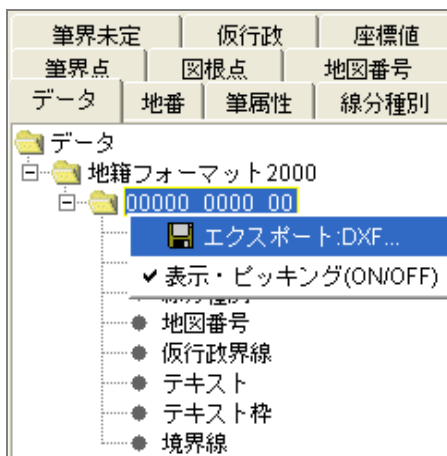 筆界未定 仮行政 座標値
筆界点 図根点 地図番号
データ 地番 筆属性 線分種別
データ
地籍フォーマット2000
00000 0000 00
エクスポート:DXF...
表示・ピッキング(ON/OFF)
地図番号
仮行政界線
テキスト
テキスト枠
境界線